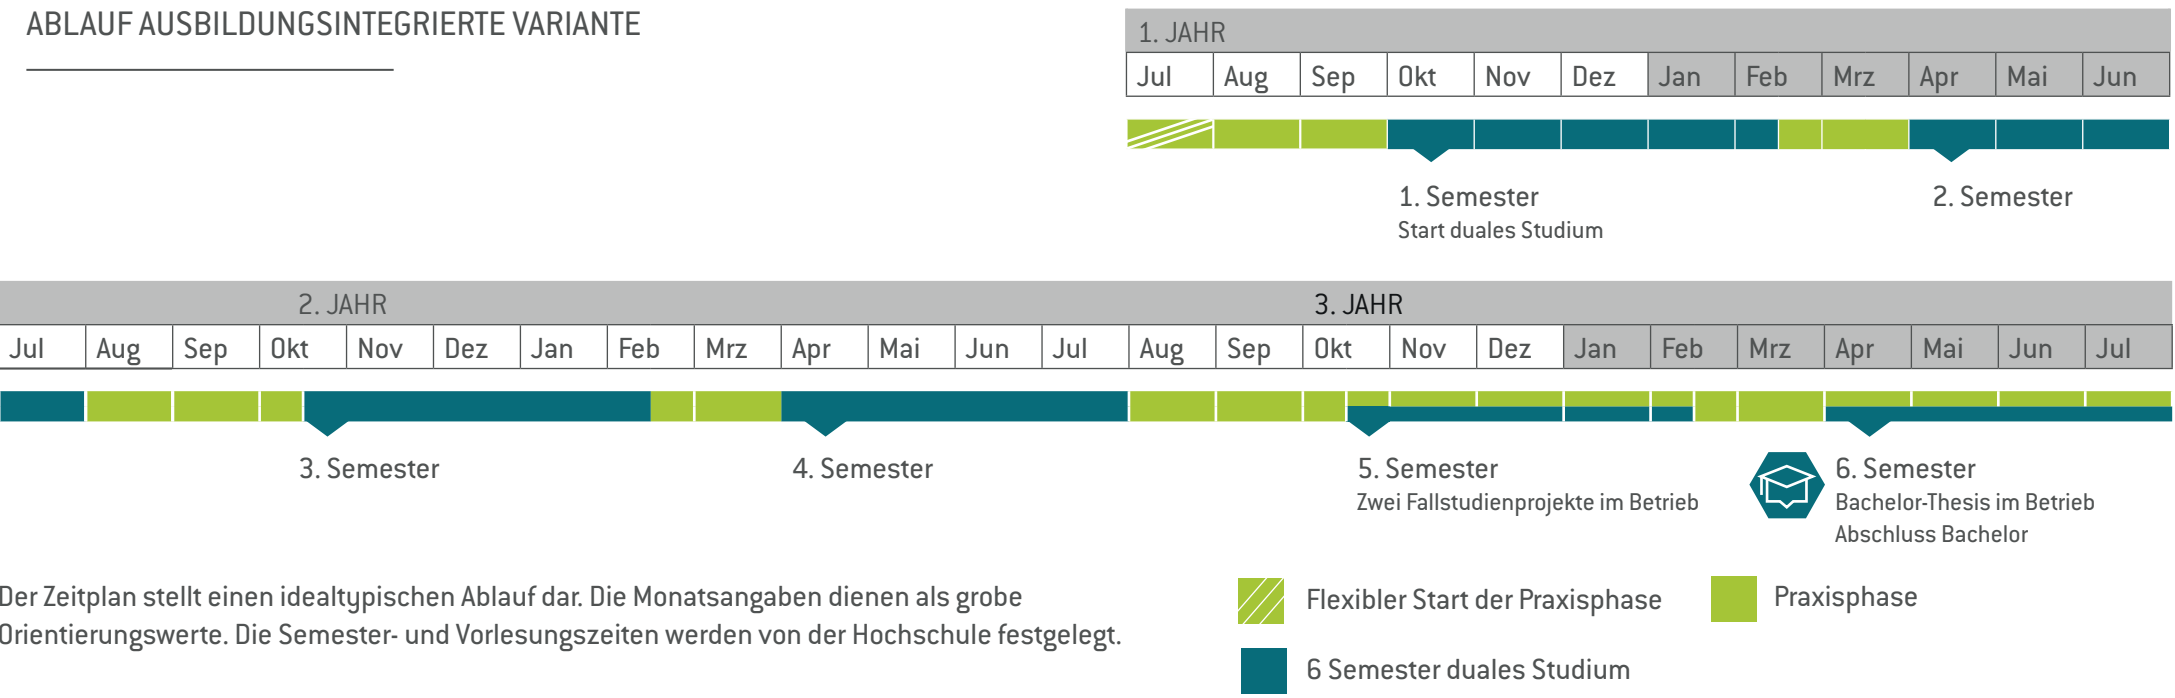 ABLAUF AUSBILDUNGSINTEGRIERTE VARIANTE
1. JAHR
Jul Aug Sep Okt Nov Dez Jan Feb Mrz Apr Mai Jun
1. Semester
Start duales Studium
2. Semester
2. JAHR 3. JAHR
Jul Aug Sep Okt Nov Dez Jan Feb Mrz Apr Mai Jun Jul Aug Sep Okt Nov Dez Jan Feb Mrz Apr Mai Jun Jul
3. Semester
4. Semester
5. Semester
Zwei Fallstudienprojekte im Betrieb
6. Semester
Bachelor-Thesis im Betrieb
Abschluss Bachelor
Der Zeitplan stellt einen idealtypischen Ablauf dar. Die Monatsangaben dienen als grobe
Orientierungswerte. Die Semester- und Vorlesungszeiten werden von der Hochschule festgelegt.
Flexibler Start der Praxisphase
Praxisphase
6 Semester duales Studium